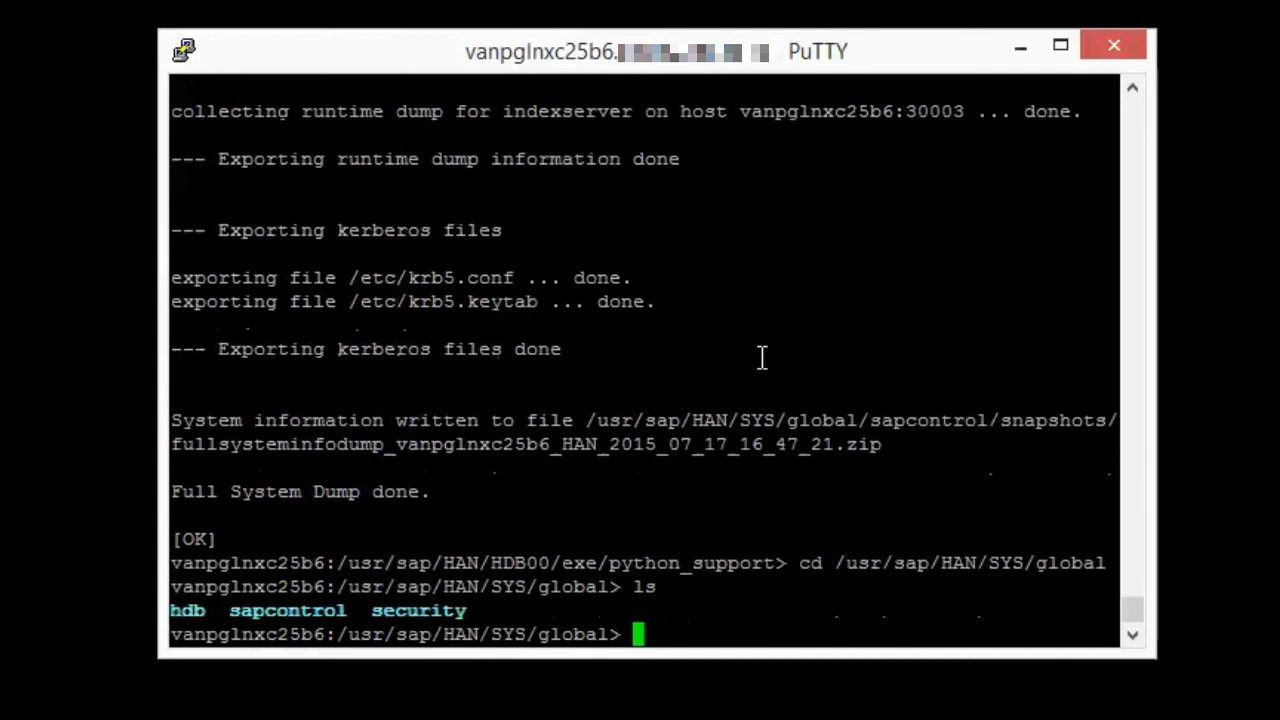 vanpglnxc25b6. PuTTY
collecting runtime dump for indexserver on host vanpglnxc25b6:30003 ... done.
--- Exporting runtime dump information done
--- Exporting kerberos files
exporting file /etc/krb5.conf ... done.
exporting file /etc/krb5.keytab ... done.
--- Exporting kerberos files done
System information written to file /usr/sap/HAN/SYS/global/sapcontrol/snapshots/
fullsysteminfodump_vanpglnxc25b6_HAN_2015_07_17_16_47_21.zip
Full System Dump done.
[OK]
vanpglnxc25b6:/usr/sap/HAN/HDB00/exe/python_support> cd /usr/sap/HAN/SYS/global
vanpglnxc25b6:/usr/sap/HAN/SYS/global> ls
hdb  sapcontrol  security
vanpglnxc25b6:/usr/sap/HAN/SYS/global>